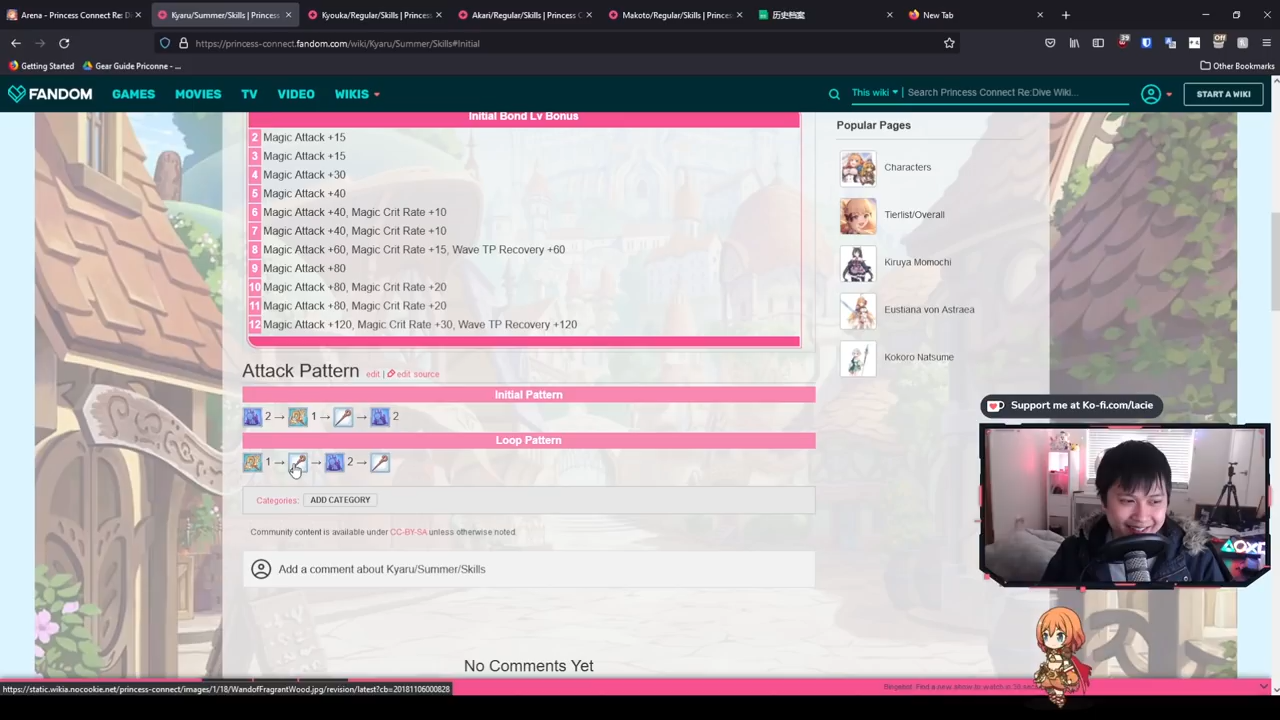 Arena - Princess Connect Re: D
Kyaru/Summer/Skills | Princess
Kyouka/Regular/Skills | Princess
Akari/Regular/Skills | Princess C
Makoto/Regular/Skills | Princess
历史档案
New Tab
https://princess-connect.fandom.com/wiki/Kyaru/Summer/Skills#Initial
39
Off
Getting Started
Gear Guide Priconne - ...
Other Bookmarks
FANDOM
GAMES
MOVIES
TV
VIDEO
WIKIS
This wiki
Search Princess Connect Re:Dive Wiki...
START A WIKI
Initial Bond Lv Bonus
2 Magic Attack +15
3 Magic Attack +15
4 Magic Attack +30
5 Magic Attack +40
6 Magic Attack +40, Magic Crit Rate +10
7 Magic Attack +40, Magic Crit Rate +10
8 Magic Attack +60, Magic Crit Rate +15, Wave TP Recovery +60
9 Magic Attack +80
10 Magic Attack +80, Magic Crit Rate +20
11 Magic Attack +80, Magic Crit Rate +20
12 Magic Attack +120, Magic Crit Rate +30, Wave TP Recovery +120
Popular Pages
Characters
Tierlist/Overall
Kiruya Momochi
Eustiana von Astraea
Kokoro Natsume
Attack Pattern edit | edit source
Initial Pattern
2 → 1 → → 2
Loop Pattern
1 → → 2 →
Categories: ADD CATEGORY
Community content is available under CC-BY-SA unless otherwise noted.
Add a comment about Kyaru/Summer/Skills
No Comments Yet
Support me at Ko-fi.com/lacie
https://static.wikia.nocookie.net/princess-connect/images/1/18/WandofFragrantWood.jpg/revision/latest?cb=20181106000828